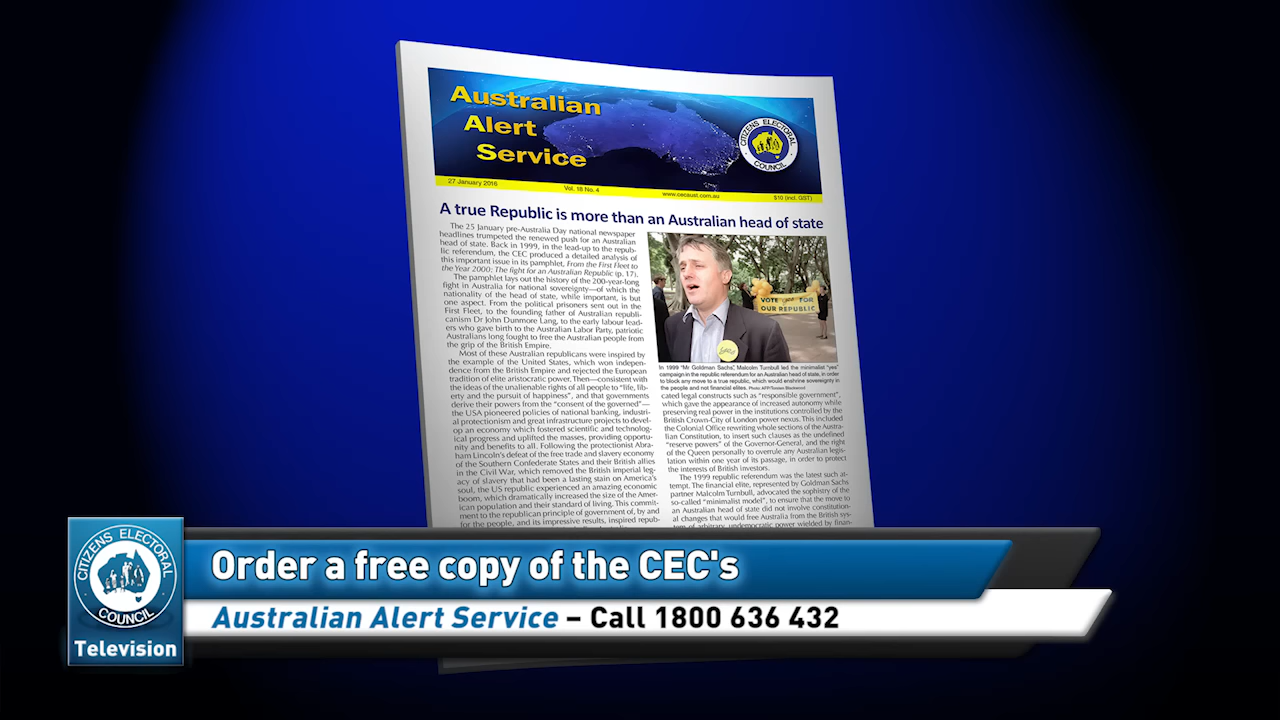 Australian
Alert
Service
CITIZENS ELECTORAL COUNCIL
27 January 2016 Vol. 18 No. 4 www.cecaust.com.au $10 (incl. GST)
A true Republic is more than an Australian head of state
The 25 January pre-Australia Day national newspaper
headlines trumpeted the renewed push for an Australian
head of state. Back in 1999, in the lead-up to the repub-
lic referendum, the CEC produced a detailed analysis of
this important issue in its pamphlet, From the First Fleet to
the Year 2000: The fight for an Australian Republic (p. 17).
The pamphlet lays out the history of the 200-year-long
fight in Australia for national sovereignty—of which the
nationality of the head of state, while important, is but
one aspect. From the political prisoners sent out in the
First Fleet, to the founding father of Australian republi-
canism Dr John Dunmore Lang, to the early labour lead-
ers who gave birth to the Australian Labor Party, patriotic
Australians long fought to free the Australian people from
the grip of the British Empire.
Most of these Australian republicans were inspired by
the example of the United States, which won indepen-
dence from the British Empire and rejected the European
tradition of elite aristocratic power. Then—consistent with
the ideas of the unalienable rights of all people to "life, lib-
erty and the pursuit of happiness", and that governments
derive their powers from the "consent of the governed"—
the USA pioneered policies of national banking, industri-
al protectionism and great infrastructure projects to devel-
op an economy which fostered scientific and technolog-
ical progress and uplifted the masses, providing opportu-
nity and benefits to all. Following the protectionist Abra-
ham Lincoln's defeat of the free trade and slavery economy
of the Southern Confederate States and their British allies
in the Civil War, which removed the British imperial leg-
acy of slavery that had been a lasting stain on America's
soul, the US republic experienced an amazing economic
boom, which dramatically increased the size of the Amer-
ican population and their standard of living. This commit-
ment to the republican principle of government of, by and
for the people, and its impressive results, inspired repub-
VOTE FOR
OUR REPUBLIC
In 1999 "Mr Goldman Sachs", Malcolm Turnbull led the minimalist "yes"
campaign in the republic referendum for an Australian head of state, in order
to block any move to a true republic, which would enshrine sovereignty in
the people and not financial elites. Photo: AFP/Torsten Blackwood
cated legal constructs such as "responsible government",
which gave the appearance of increased autonomy while
preserving real power in the institutions controlled by the
British Crown-City of London power nexus. This included
the Colonial Office rewriting whole sections of the Austra-
lian Constitution, to insert such clauses as the undefined
"reserve powers" of the Governor-General, and the right
of the Queen personally to overrule any Australian legis-
lation within one year of its passage, in order to protect
the interests of British investors.
The 1999 republic referendum was the latest such at-
tempt. The financial elite, represented by Goldman Sachs
partner Malcolm Turnbull, advocated the sophistry of the
so-called "minimalist model", to ensure that the move to
an Australian head of state did not involve constitution-
al changes that would free Australia from the British sys-
tem of arbitrary, undemocratic power wielded by finan-
CITIZENS ELECTORAL COUNCIL
Television
Order a free copy of the CEC's
Australian Alert Service – Call 1800 636 432